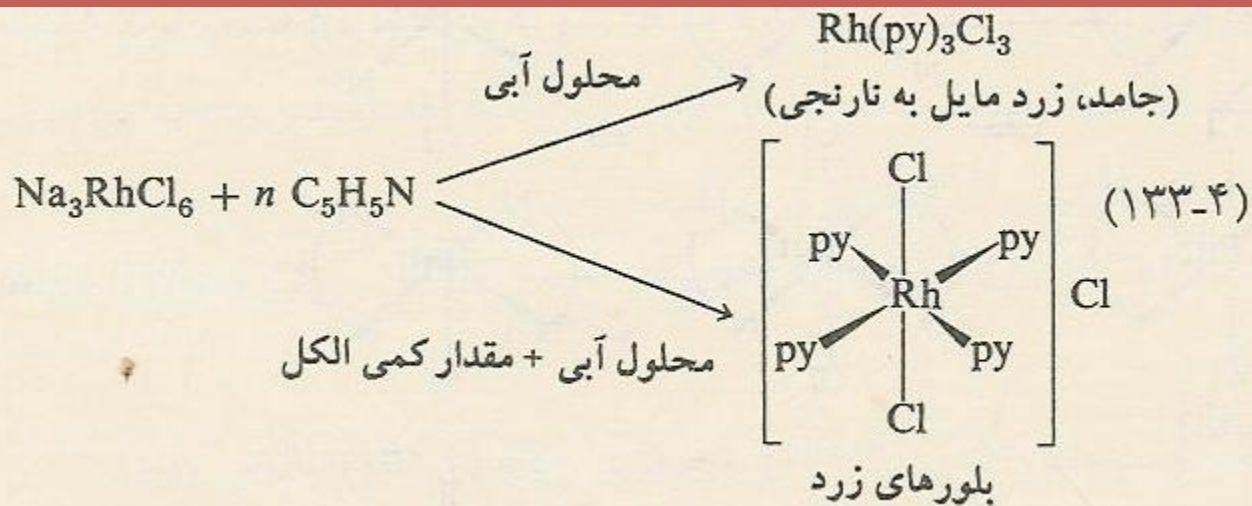 Rh(py)₃Cl₃
محلول آبی
(جامد، زرد مایل به نارنجی)
Na₃RhCl₆ + n C₅H₅N
Cl
(۴-۱۳۳)
py
py
Rh
Cl
py
py
محلول آبی + مقدار کمی الکل
Cl
بلورهای زرد